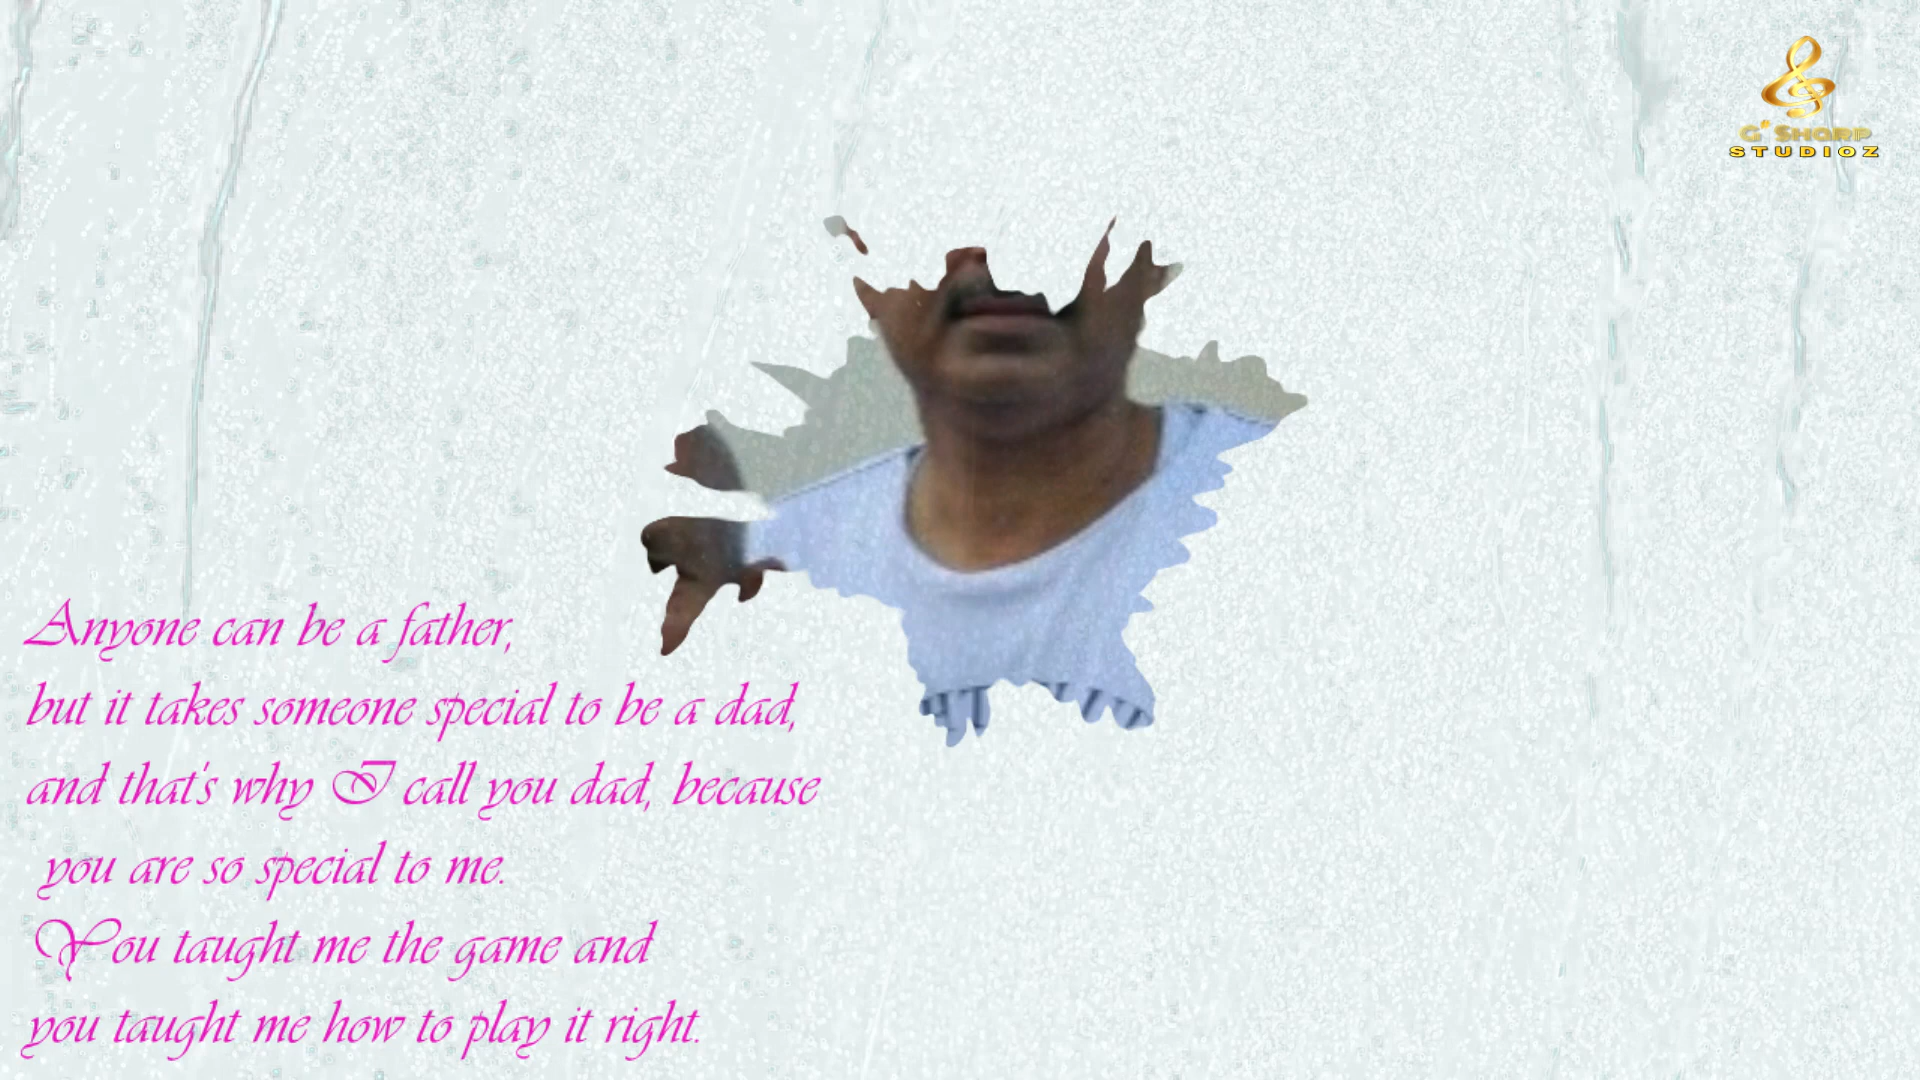 G# Sharp
STUDIOZ
Anyone can be a father,
but it takes someone special to be a dad,
and that's why I call you dad, because
you are so special to me.
You taught me the game and
you taught me how to play it right.